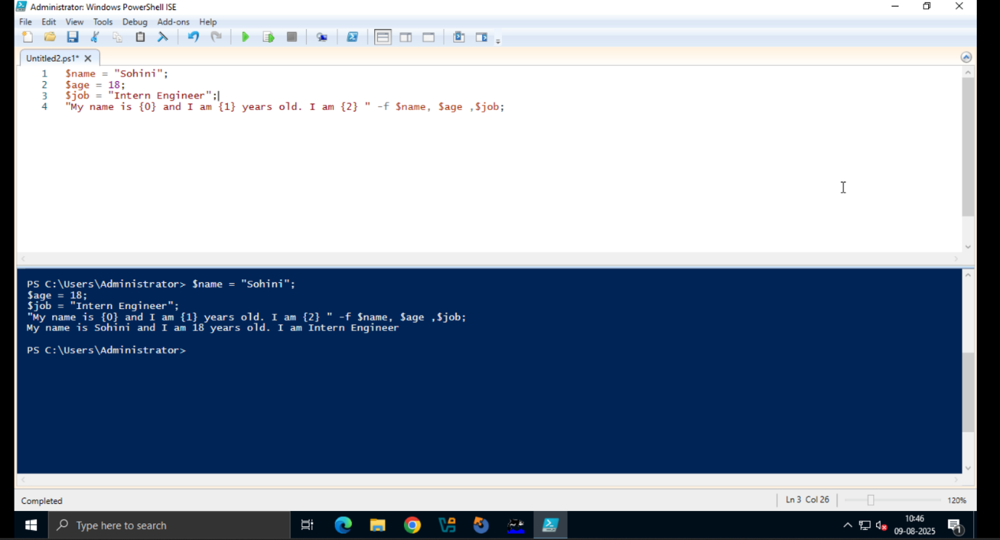 Administrator: Windows PowerShell ISE
File Edit View Tools Debug Add-ons Help
Untitled2.ps1*
1 $name = "Sohini";
2 $age = 18;
3 $job = "Intern Engineer";
4 "My name is {0} and I am {1} years old. I am {2} " -f $name, $age ,$job;
PS C:\Users\Administrator> $name = "Sohini";
$age = 18;
$job = "Intern Engineer";
"My name is {0} and I am {1} years old. I am {2} " -f $name, $age ,$job;
My name is Sohini and I am 18 years old. I am Intern Engineer
PS C:\Users\Administrator>
Completed
Ln 3 Col 26
120%
Type here to search
10:46
09-08-2025
1